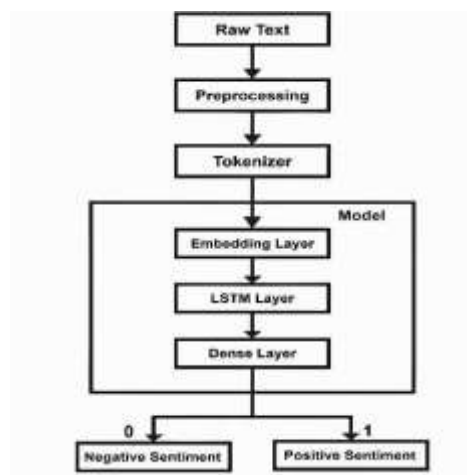 Raw Text
Preprocessing
Tokenizer
Model
Embedding Layer
LSTM Layer
Dense Layer
0
1
Negative Sentiment
Positive Sentiment